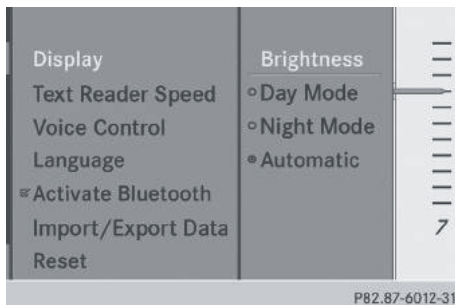 Display
Text Reader Speed
Voice Control
Language
Activate Bluetooth
Import/Export Data
Reset
Brightness
Day Mode
Night Mode
Automatic
7
P82.87-6012-31